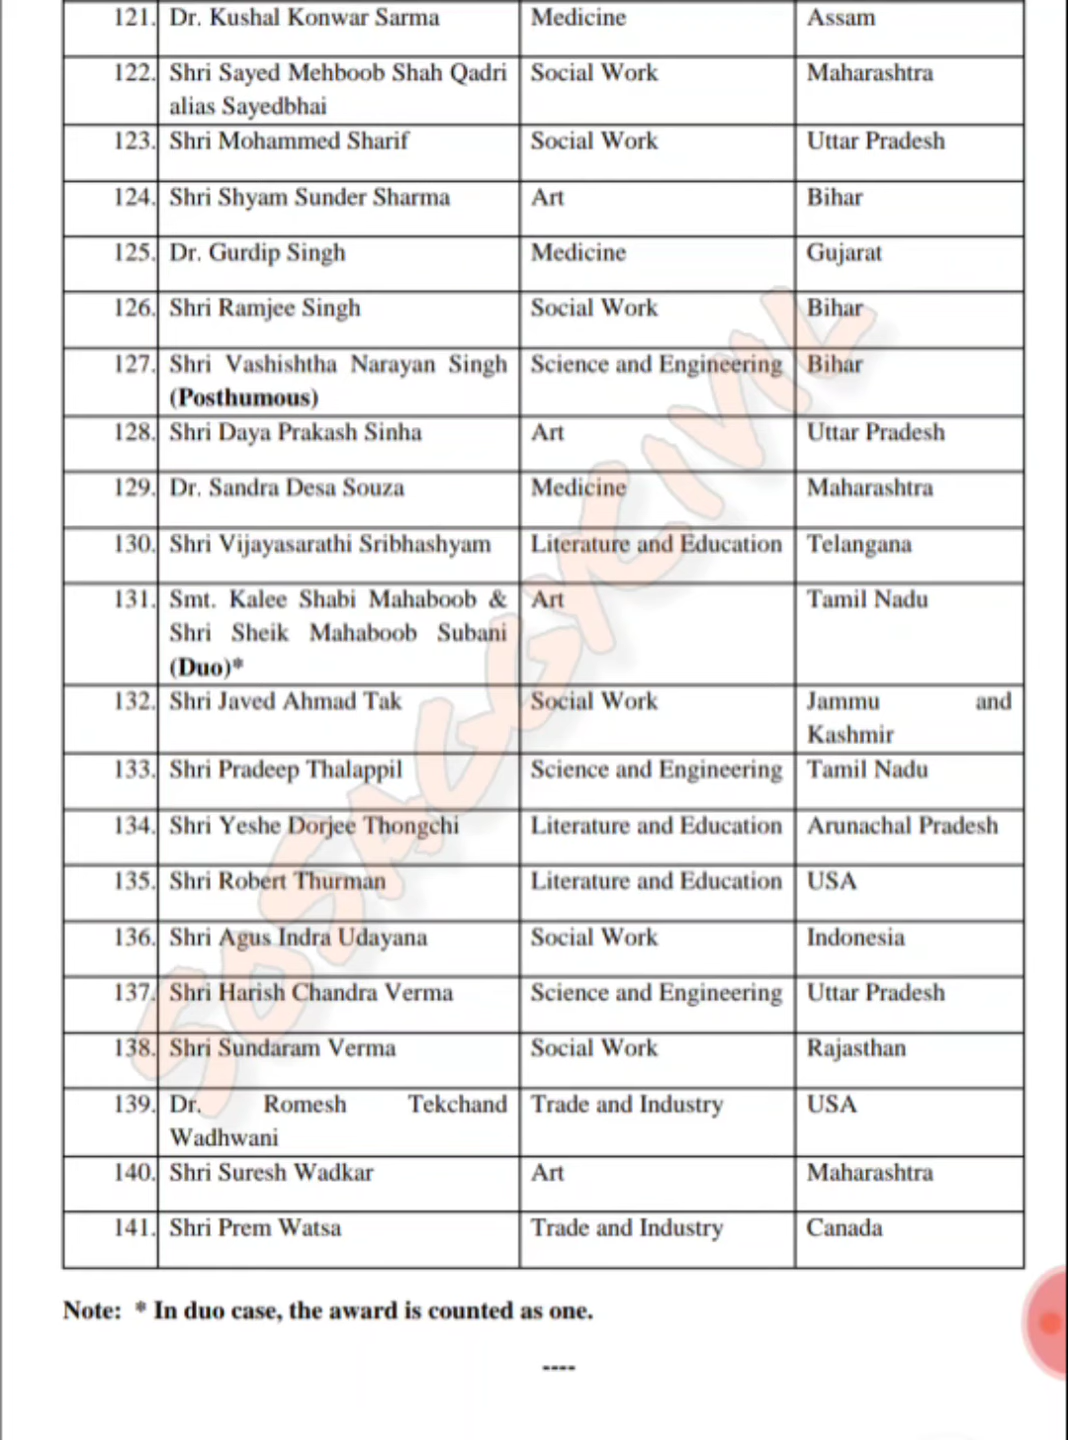 121. Dr. Kushal Konwar Sarma Medicine Assam
122. Shri Sayed Mehboob Shah Qadri Social Work Maharashtra
alias Sayedbhai
123. Shri Mohammed Sharif Social Work Uttar Pradesh
124. Shri Shyam Sunder Sharma Art Bihar
125. Dr. Gurdip Singh Medicine Gujarat
126. Shri Ramjee Singh Social Work Bihar
127. Shri Vashishtha Narayan Singh Science and Engineering Bihar
(Posthumous)
128. Shri Daya Prakash Sinha Art Uttar Pradesh
129. Dr. Sandra Desa Souza Medicine Maharashtra
130. Shri Vijayasarathi Sribhashyam Literature and Education Telangana
131. Smt. Kalee Shabi Mahaboob & Art Tamil Nadu
Shri Sheik Mahaboob Subani
(Duo)*
132. Shri Javed Ahmad Tak Social Work Jammu and
Kashmir
133. Shri Pradeep Thalappil Science and Engineering Tamil Nadu
134. Shri Yeshe Dorjee Thongchi Literature and Education Arunachal Pradesh
135. Shri Robert Thurman Literature and Education USA
136. Shri Agus Indra Udayana Social Work Indonesia
137. Shri Harish Chandra Verma Science and Engineering Uttar Pradesh
138. Shri Sundaram Verma Social Work Rajasthan
139. Dr. Romesh Tekchand Trade and Industry USA
Wadhwani
140. Shri Suresh Wadkar Art Maharashtra
141. Shri Prem Watsa Trade and Industry Canada
Note: * In duo case, the award is counted as one.
----
SOSAGGYCIVIL